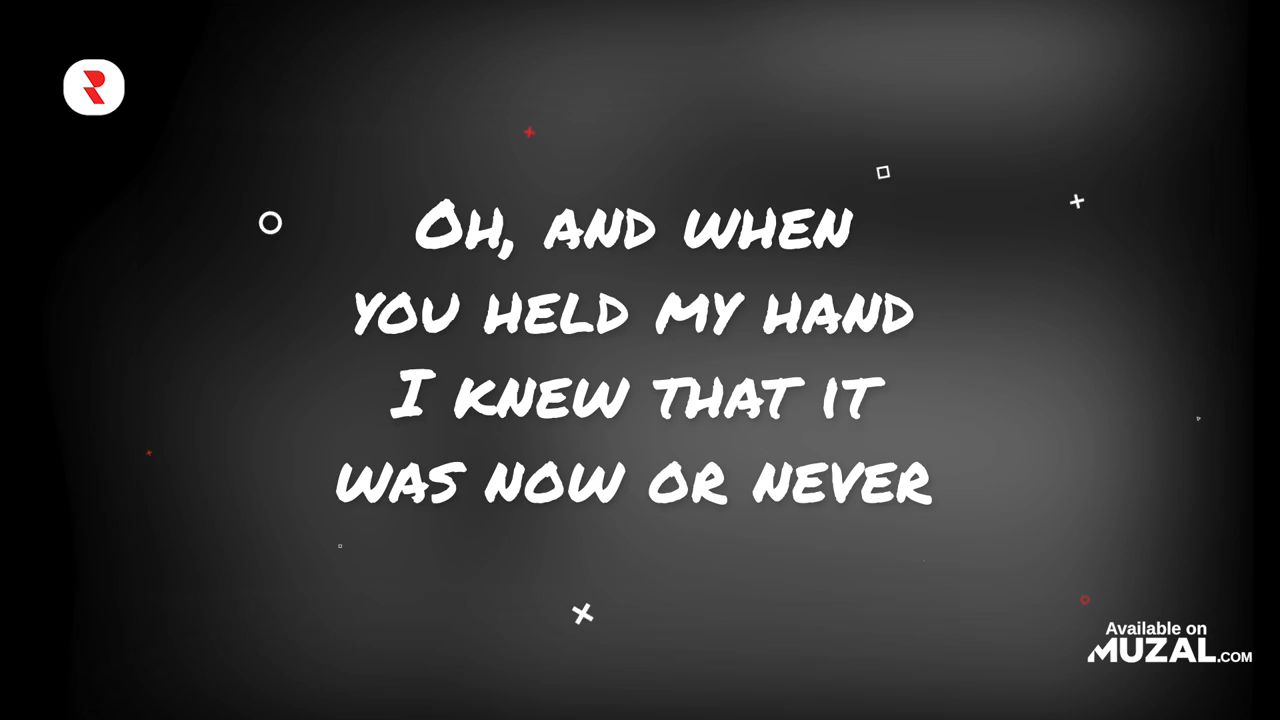 Oh, and when
you held my hand
I knew that it
was now or never
Available on
MUZAL.COM